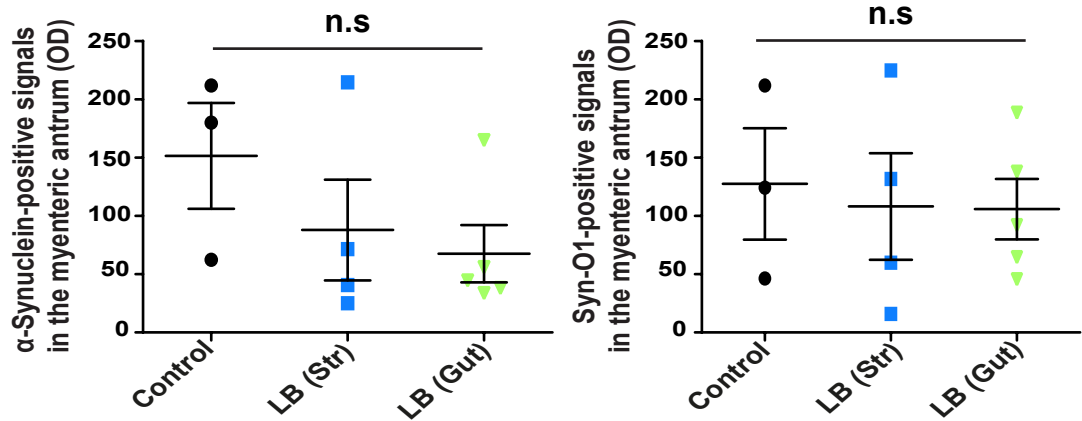 n.s
α-Synuclein-positive signals
in the myenteric antrum (OD)
250
200
150
100
50
0
Control
LB (Str)
LB (Gut)
n.s
Syn-O1-positive signals
in the myenteric antrum (OD)
250
200
150
100
50
0
Control
LB (Str)
LB (Gut)